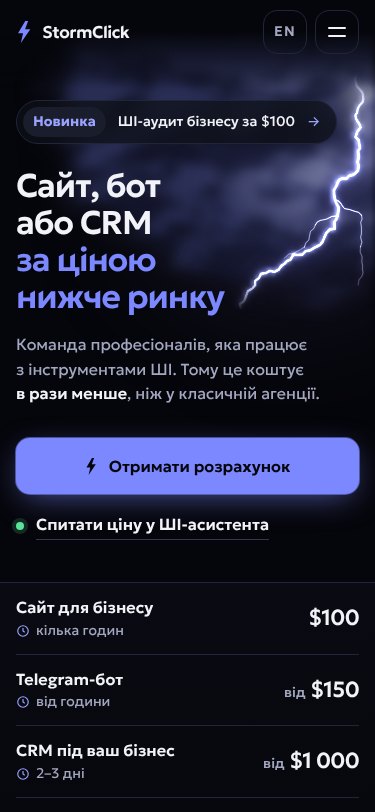 StormClick
EN
Новинка ШІ-аудит бізнесу за $100 →
Сайт, бот
або CRM
за ціною
нижче ринку
Команда професіоналів, яка працює
з інструментами ШІ. Тому це коштує
в рази менше, ніж у класичній агенції.
Отримати розрахунок
Спитати ціну у ШІ-асистента
Сайт для бізнесу
$100
кілька годин
Telegram-бот
від $150
від години
CRM під ваш бізнес
від $1 000
2–3 дні